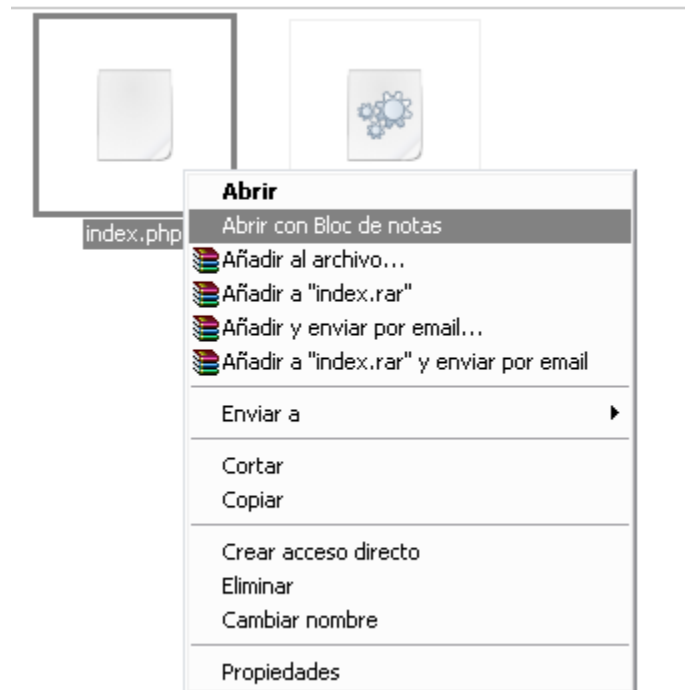 index.php
Abrir
Abrir con Bloc de notas
Añadir al archivo...
Añadir a "index.rar"
Añadir y enviar por email...
Añadir a "index.rar" y enviar por email
Enviar a
Cortar
Copiar
Crear acceso directo
Eliminar
Cambiar nombre
Propiedades